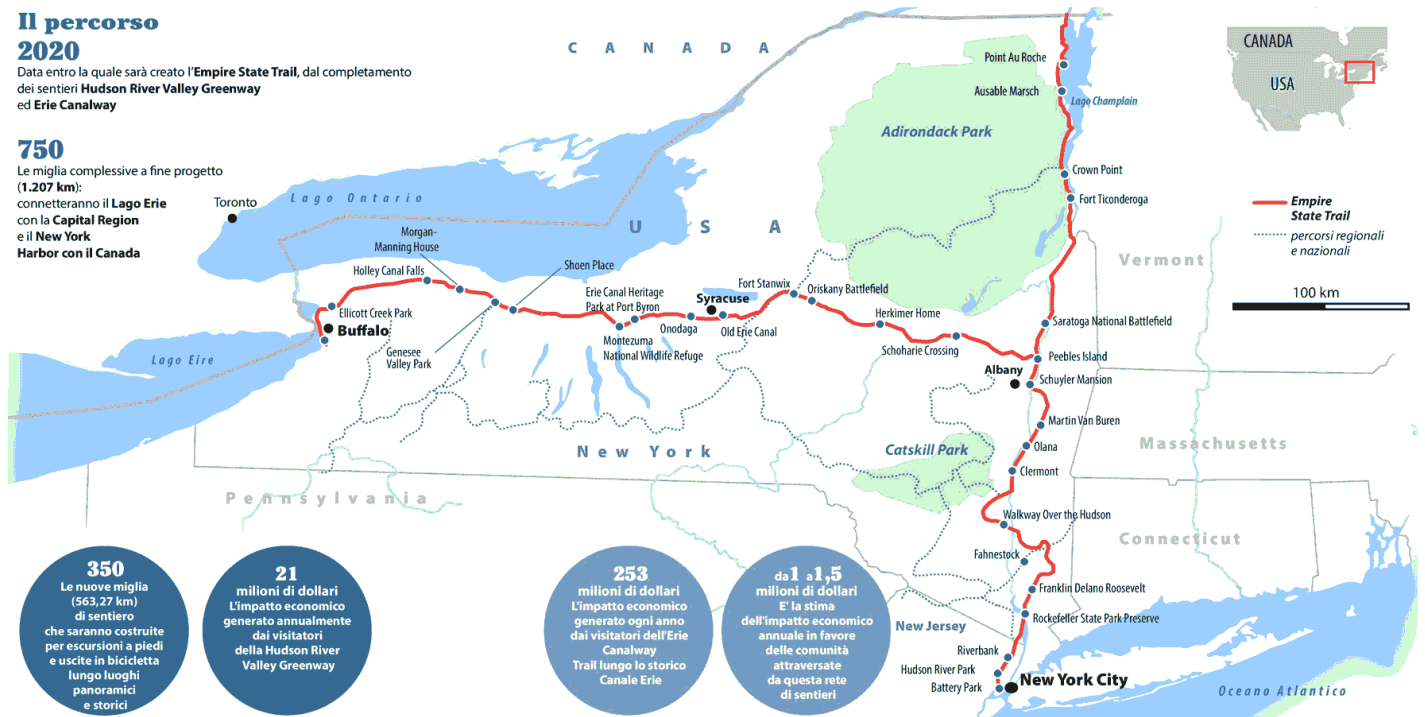 Il percorso
2020
Data entro la quale sarà creato l'Empire State Trail, dal completamento
dei sentieri Hudson River Valley Greenway
ed Erie Canalway
750
Le miglia complessive a fine progetto
(1.207 km):
connetteranno il Lago Erie
con la Capital Region
e il New York
Harbor con il Canada
CANADA
USA
Toronto
Lago Ontario
Morgan-
Manning House
Holley Canal Falls
Shoen Place
Ellicott Creek Park
Buffalo
Genesee
Valley Park
Lago Eire
Erie Canal Heritage
Park at Port Byron
Montezuma
National Wildlife Refuge
Onodaga
Syracuse
Old Erie Canal
Fort Stanwix
Oriskany Battlefield
Herkimer Home
Schoharie Crossing
Adirondack Park
Point Au Roche
Ausable Marsch
Lago Champlain
Crown Point
Fort Ticonderoga
Saratoga National Battlefield
Peebles Island
Albany
Schuyler Mansion
Martin Van Buren
Olana
Clermont
Catskill Park
Walkway Over the Hudson
Fahnestock
Franklin Delano Roosevelt
Rockefeller State Park Preserve
Riverbank
Hudson River Park
Battery Park
New York City
New Jersey
New York
Pennsylvania
Vermont
Massachusetts
Connecticut
Oceano Atlantico
CANADA
USA
Empire
State Trail
percorsi regionali
e nazionali
100 km
350
Le nuove miglia
(563,27 km)
di sentiero
che saranno costruite
per escursioni a piedi
e uscite in bicicletta
lungo luoghi
panoramici
e storici
21
milioni di dollari
L'impatto economico
generato annualmente
dai visitatori
della Hudson River
Valley Greenway
253
milioni di dollari
L'impatto economico
generato ogni anno
dai visitatori dell'Erie
Canalway
Trail lungo lo storico
Canale Erie
da 1 a 1,5
milioni di dollari
E' la stima
dell'impatto economico
annuale in favore
delle comunità
attraversate
da questa rete
di sentieri